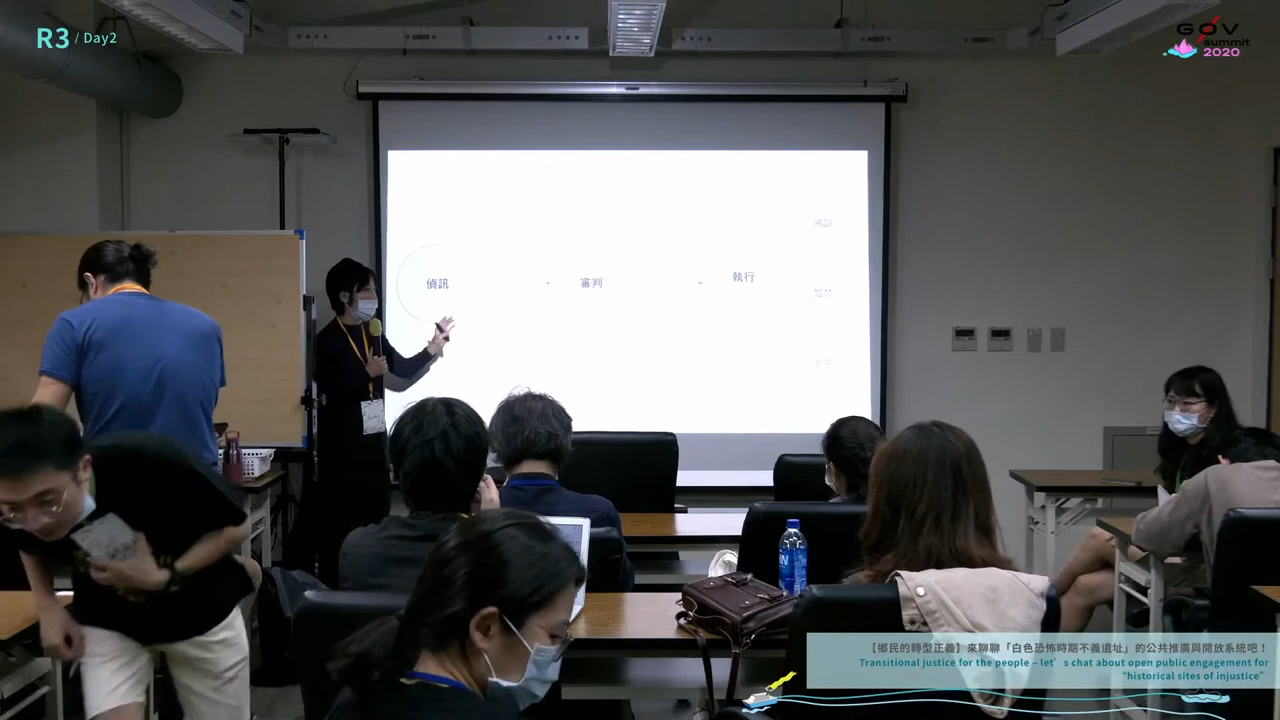 R3 / Day2
G0V
summit
2020
偵訊
-
審判
-
執行
【鄉民的轉型正義】來聊聊「白色恐怖時期不義遺址」的公共推廣與開放系統吧！
Transitional justice for the people – let's chat about open public engagement for
"historical sites of injustice"